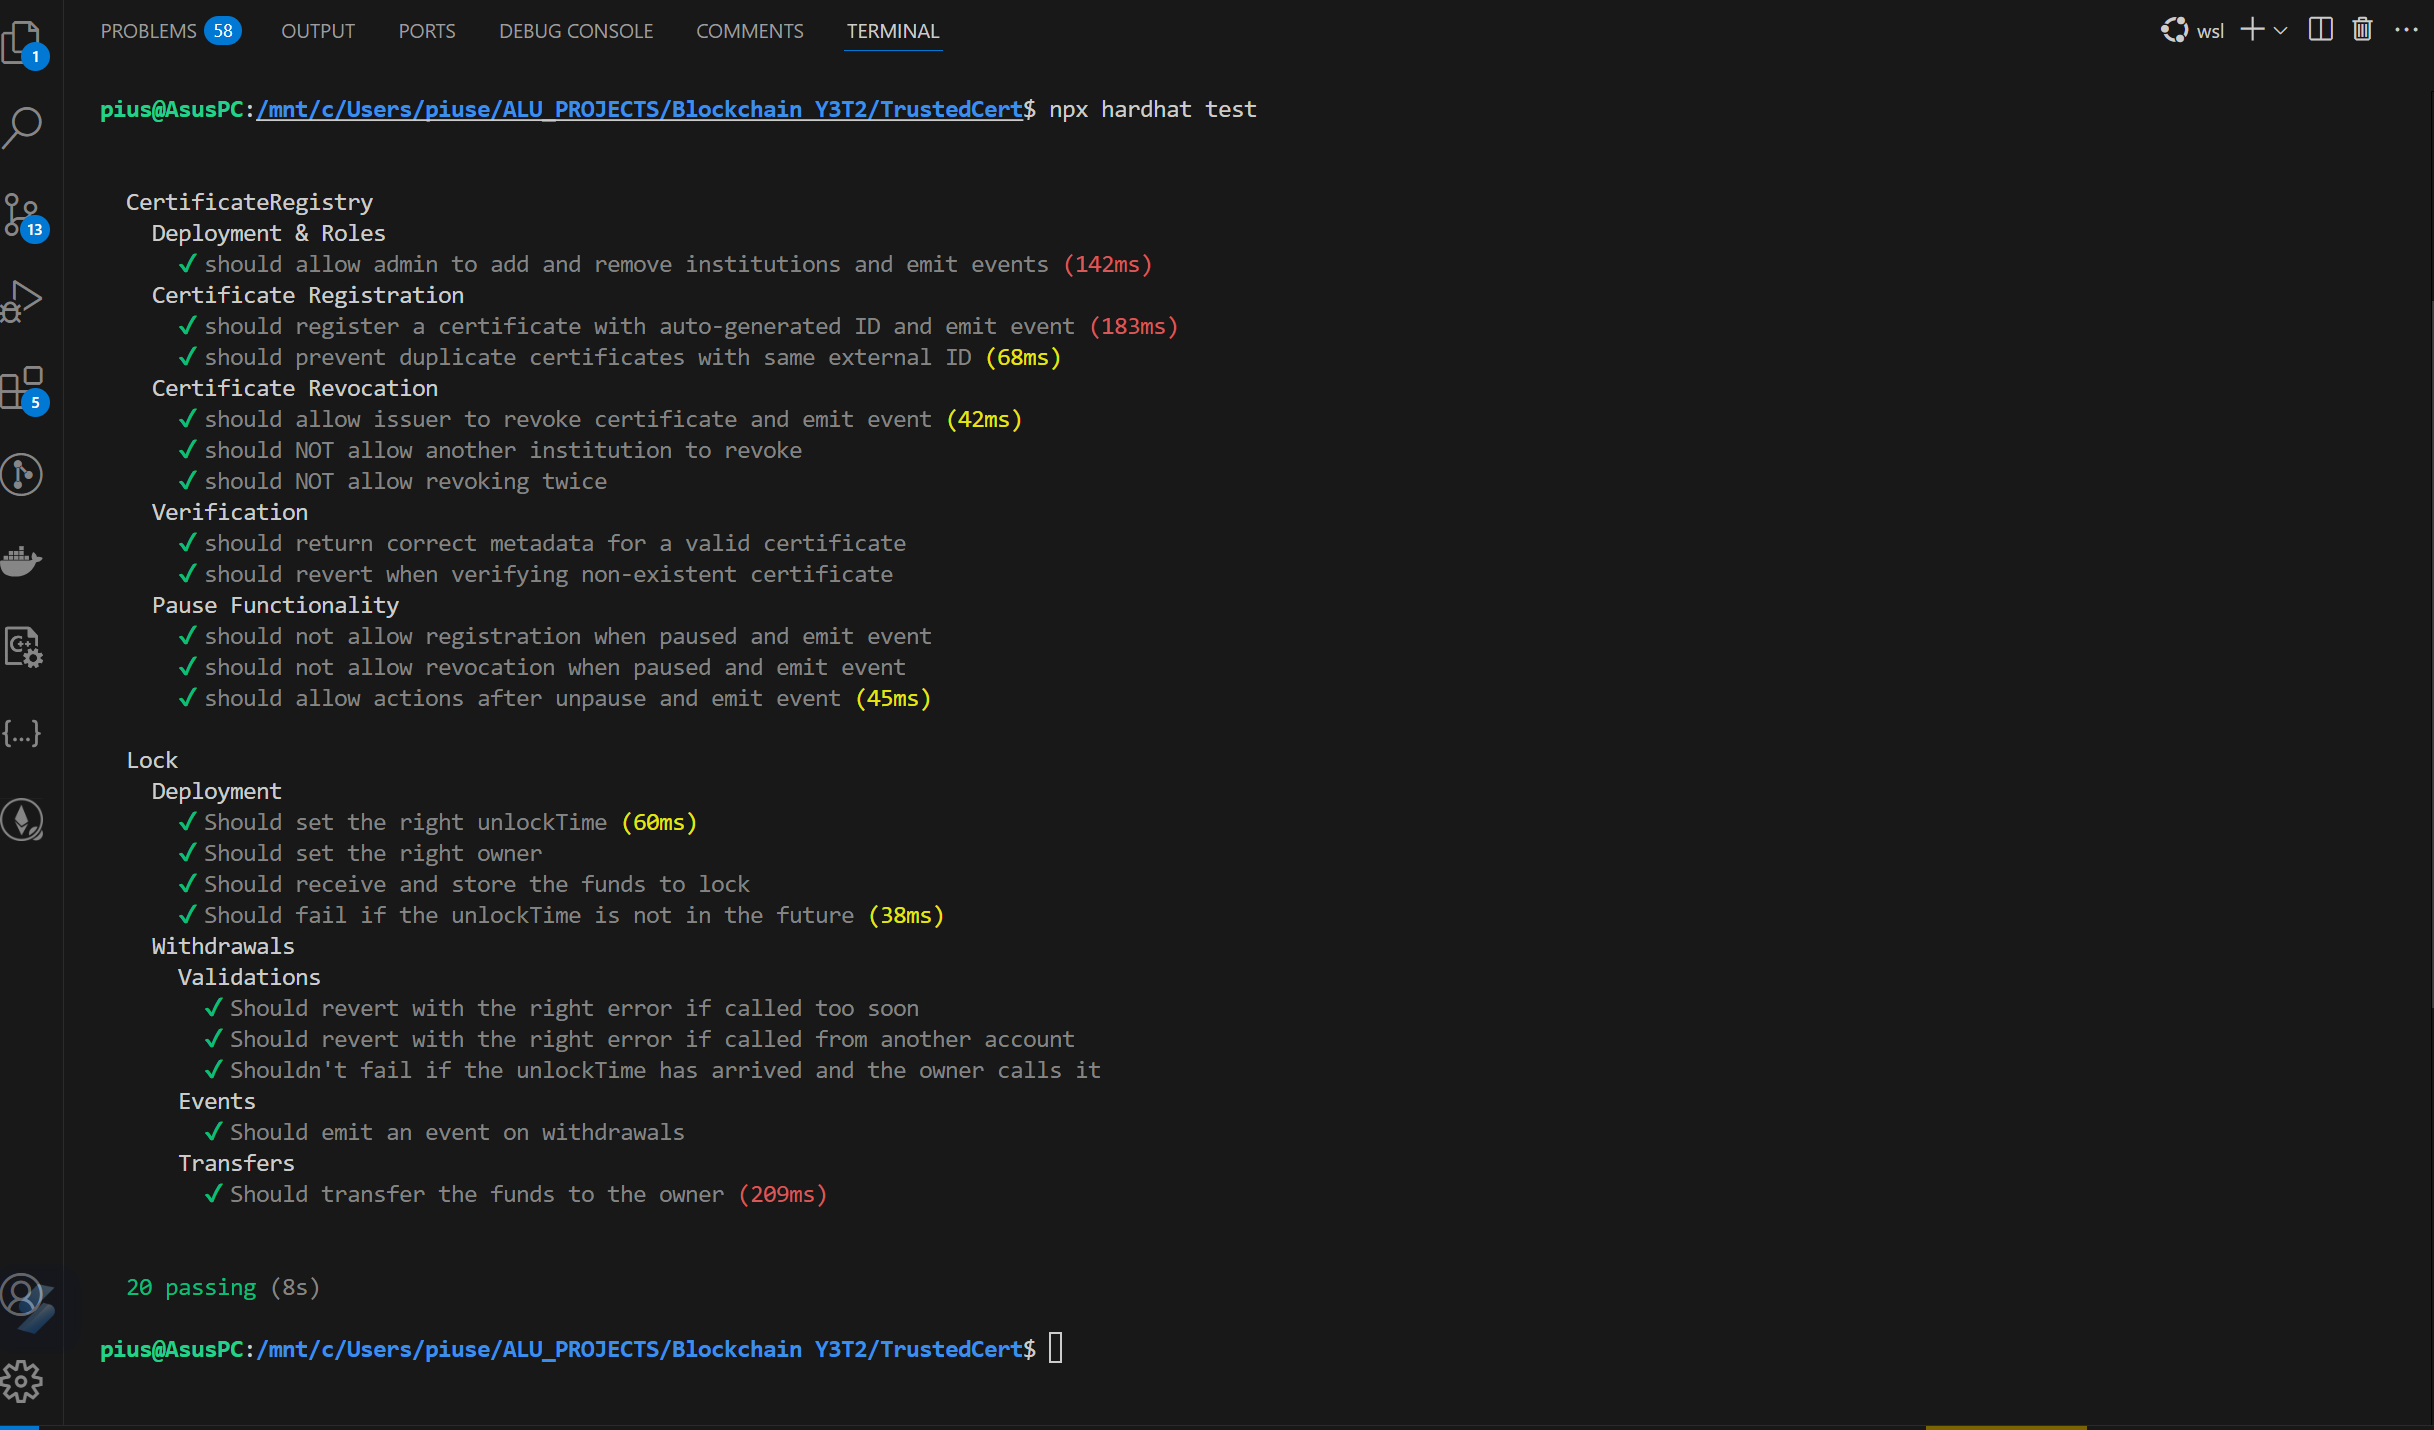 PROBLEMS 58 OUTPUT PORTS DEBUG CONSOLE COMMENTS TERMINAL wsl
1
13
5
pius@AsusPC:/mnt/c/Users/piuse/ALU_PROJECTS/Blockchain Y3T2/TrustedCert$ npx hardhat test
CertificateRegistry
Deployment & Roles
✓ should allow admin to add and remove institutions and emit events (142ms)
Certificate Registration
✓ should register a certificate with auto-generated ID and emit event (183ms)
✓ should prevent duplicate certificates with same external ID (68ms)
Certificate Revocation
✓ should allow issuer to revoke certificate and emit event (42ms)
✓ should NOT allow another institution to revoke
✓ should NOT allow revoking twice
Verification
✓ should return correct metadata for a valid certificate
✓ should revert when verifying non-existent certificate
Pause Functionality
✓ should not allow registration when paused and emit event
✓ should not allow revocation when paused and emit event
✓ should allow actions after unpause and emit event (45ms)
Lock
Deployment
✓ Should set the right unlockTime (60ms)
✓ Should set the right owner
✓ Should receive and store the funds to lock
✓ Should fail if the unlockTime is not in the future (38ms)
Withdrawals
Validations
✓ Should revert with the right error if called too soon
✓ Should revert with the right error if called from another account
✓ Shouldn't fail if the unlockTime has arrived and the owner calls it
Events
✓ Should emit an event on withdrawals
Transfers
✓ Should transfer the funds to the owner (209ms)
20 passing (8s)
pius@AsusPC:/mnt/c/Users/piuse/ALU_PROJECTS/Blockchain Y3T2/TrustedCert$